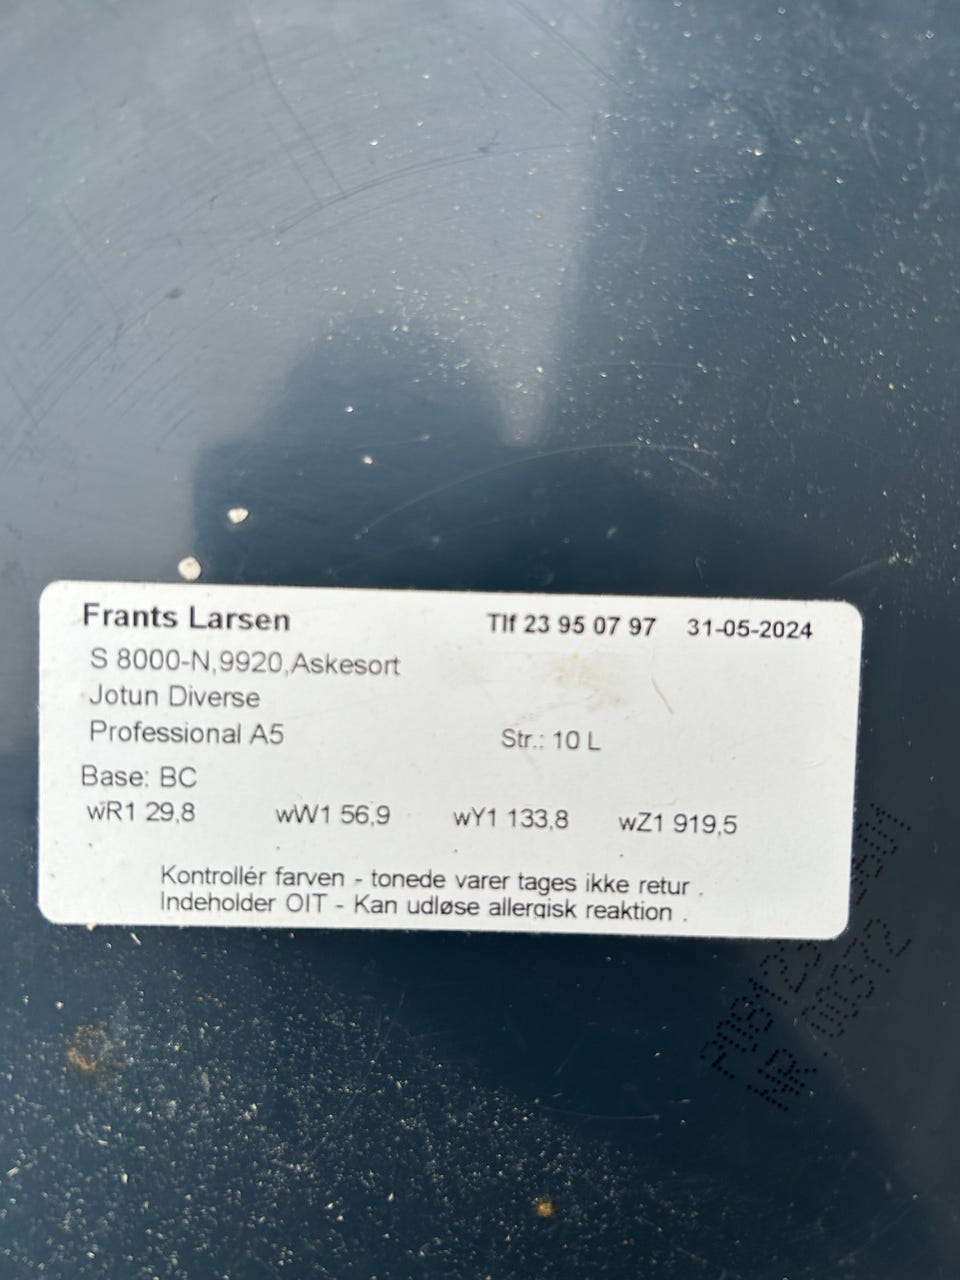 Frants Larsen Tlf 23 95 07 97 31-05-2024
S 8000-N,9920,Askesort
Jotun Diverse
Professional A5 Str.: 10 L
Base: BC
wR1 29,8 wW1 56,9 wY1 133,8 wZ1 919,5
Kontrollér farven - tonede varer tages ikke retur .
Indeholder OIT - Kan udløse allergisk reaktion .